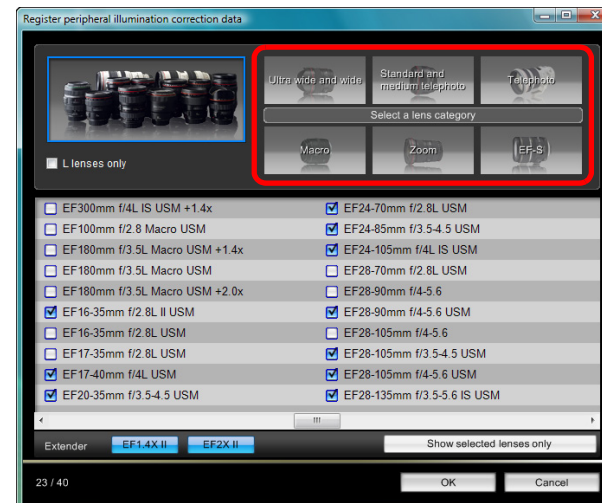 Register peripheral illumination correction data
Ultra wide and wide
Standard and
medium telephoto
Telephoto
Select a lens category
Macro
Zoom
EF-S
L lenses only
EF300mm f/4L IS USM +1.4x
EF24-70mm f/2.8L USM
EF100mm f/2.8 Macro USM
EF24-85mm f/3.5-4.5 USM
EF180mm f/3.5L Macro USM +1.4x
EF24-105mm f/4L IS USM
EF180mm f/3.5L Macro USM
EF28-70mm f/2.8L USM
EF180mm f/3.5L Macro USM +2.0x
EF28-90mm f/4-5.6
EF16-35mm f/2.8L II USM
EF28-90mm f/4-5.6 USM
EF16-35mm f/2.8L USM
EF28-105mm f/4-5.6
EF17-35mm f/2.8L USM
EF28-105mm f/3.5-4.5 USM
EF17-40mm f/4L USM
EF28-105mm f/4-5.6 USM
EF20-35mm f/3.5-4.5 USM
EF28-135mm f/3.5-5.6 IS USM
Extender
EF1.4X II
EF2X II
Show selected lenses only
23 / 40
OK
Cancel